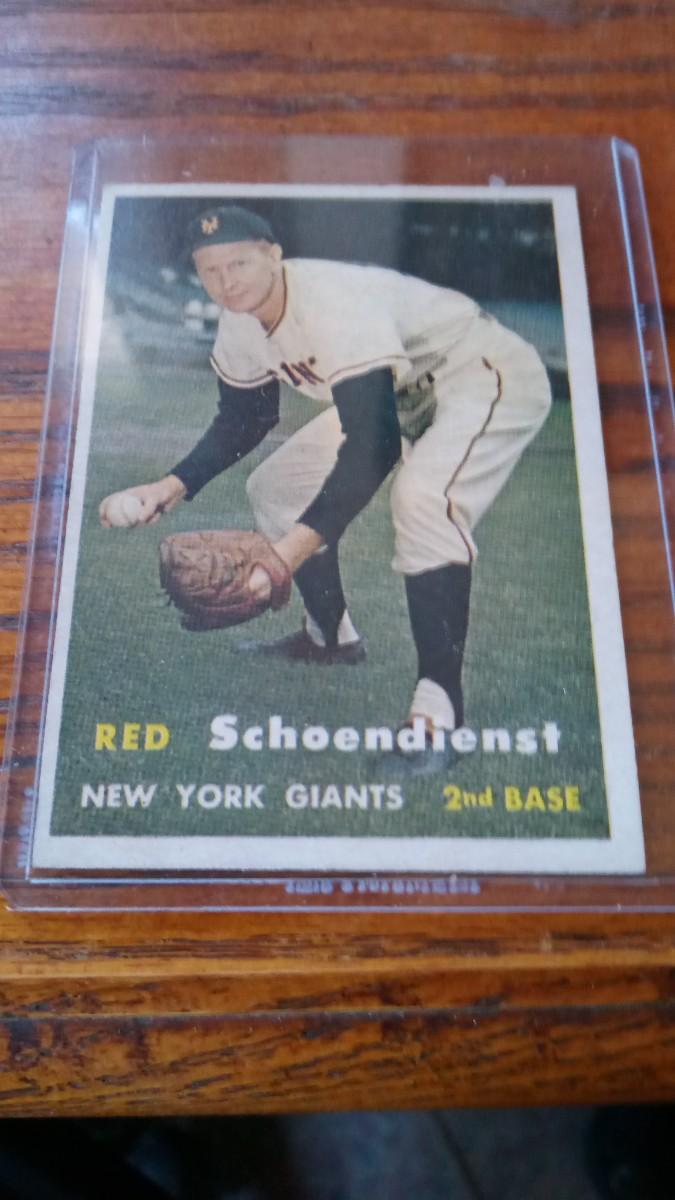 RED Schoendienst
NEW YORK GIANTS 2nd BASE